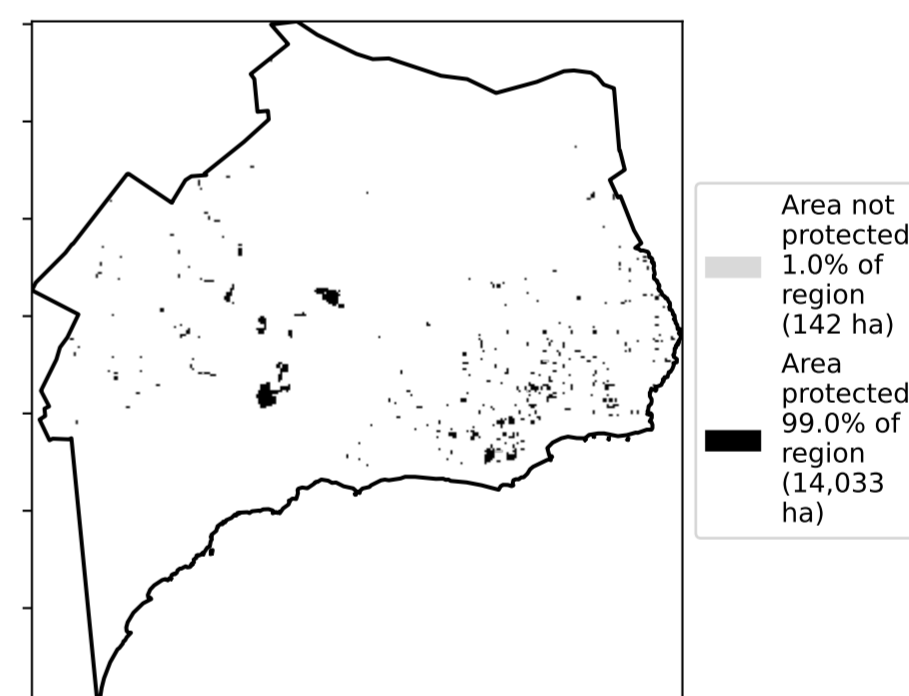 Area not
protected
1.0% of
region
(142 ha)
Area
protected
99.0% of
region
(14,033
ha)